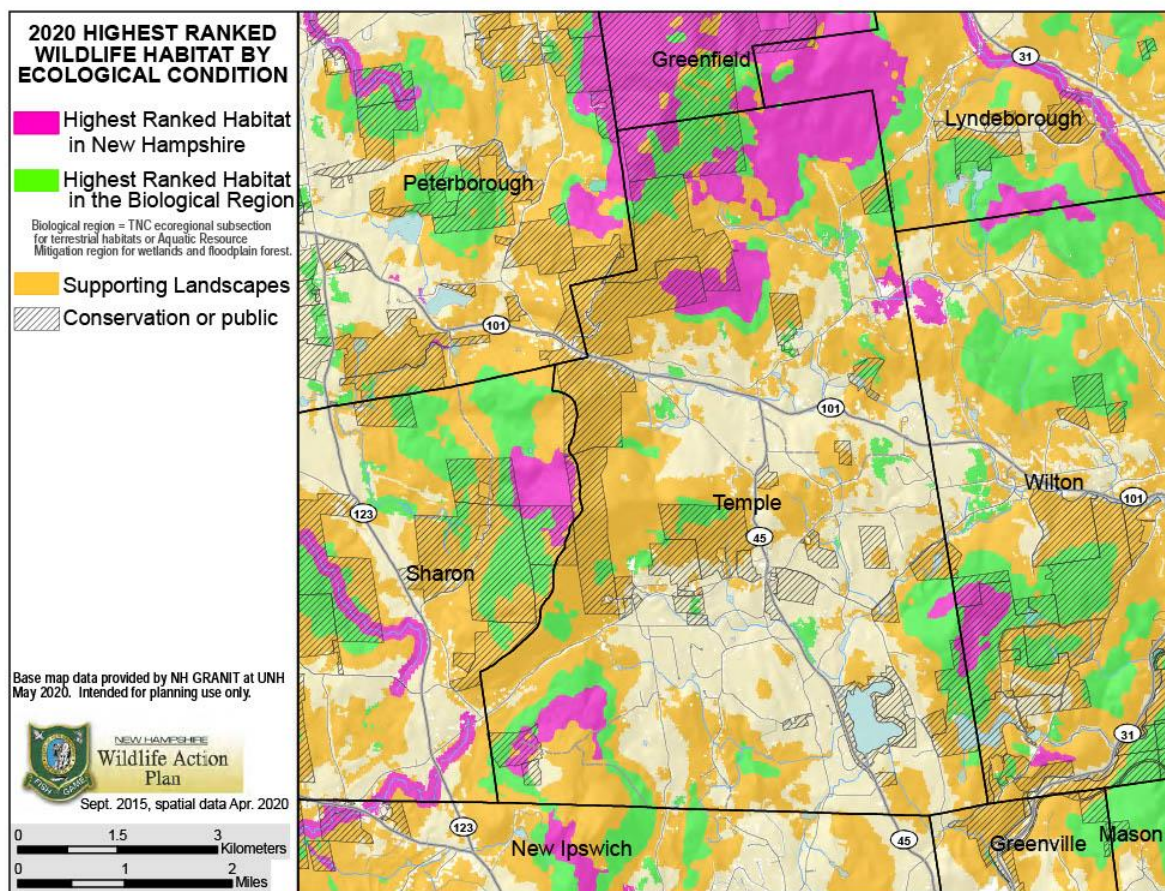 2020 HIGHEST RANKED
WILDLIFE HABITAT BY
ECOLOGICAL CONDITION
Highest Ranked Habitat
in New Hampshire
Highest Ranked Habitat
in the Biological Region
Biological region = TNC ecoregional subsection
for terrestrial habitats or Aquatic Resource
Mitigation region for wetlands and floodplain forest.
Supporting Landscapes
Conservation or public
Base map data provided by NH GRANIT at UNH
May 2020. Intended for planning use only.
NEW HAMPSHIRE
Wildlife Action
Plan
FISH GAME
Sept. 2015, spatial data Apr. 2020
0 1.5 3
Kilometers
0 1 2
Miles
Greenfield
31
Lyndeborough
Peterborough
101
101
Temple
Wilton
101
123
45
Sharon
31
123
New Ipswich
45
Greenville
Mason